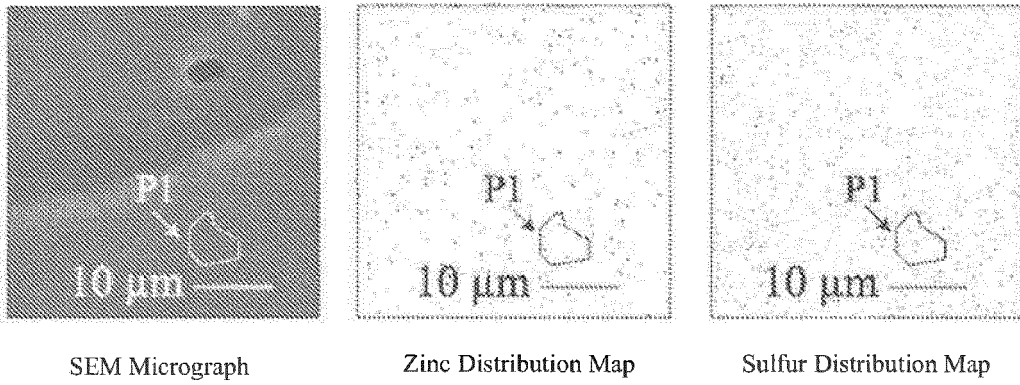 P1
10 μm
P1
10 μm
P1
10 μm
SEM Micrograph
Zinc Distribution Map
Sulfur Distribution Map